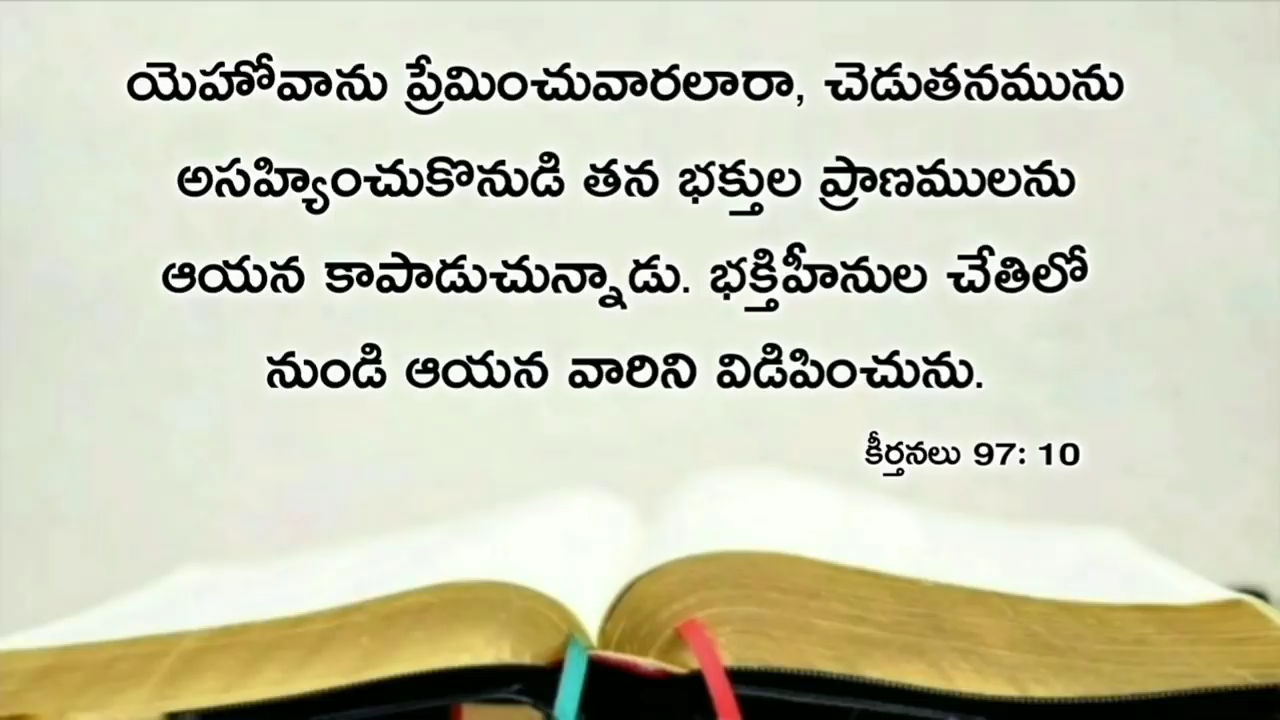 యెహోవాను ప్రేమించువారలారా, చెడుతనమును
అసహ్యించుకొనుడి తన భక్తుల ప్రాణములను
ఆయన కాపాడుచున్నాడు. భక్తిహీనుల చేతిలో
నుండి ఆయన వారిని విడిపించును.
కీర్తనలు 97: 10